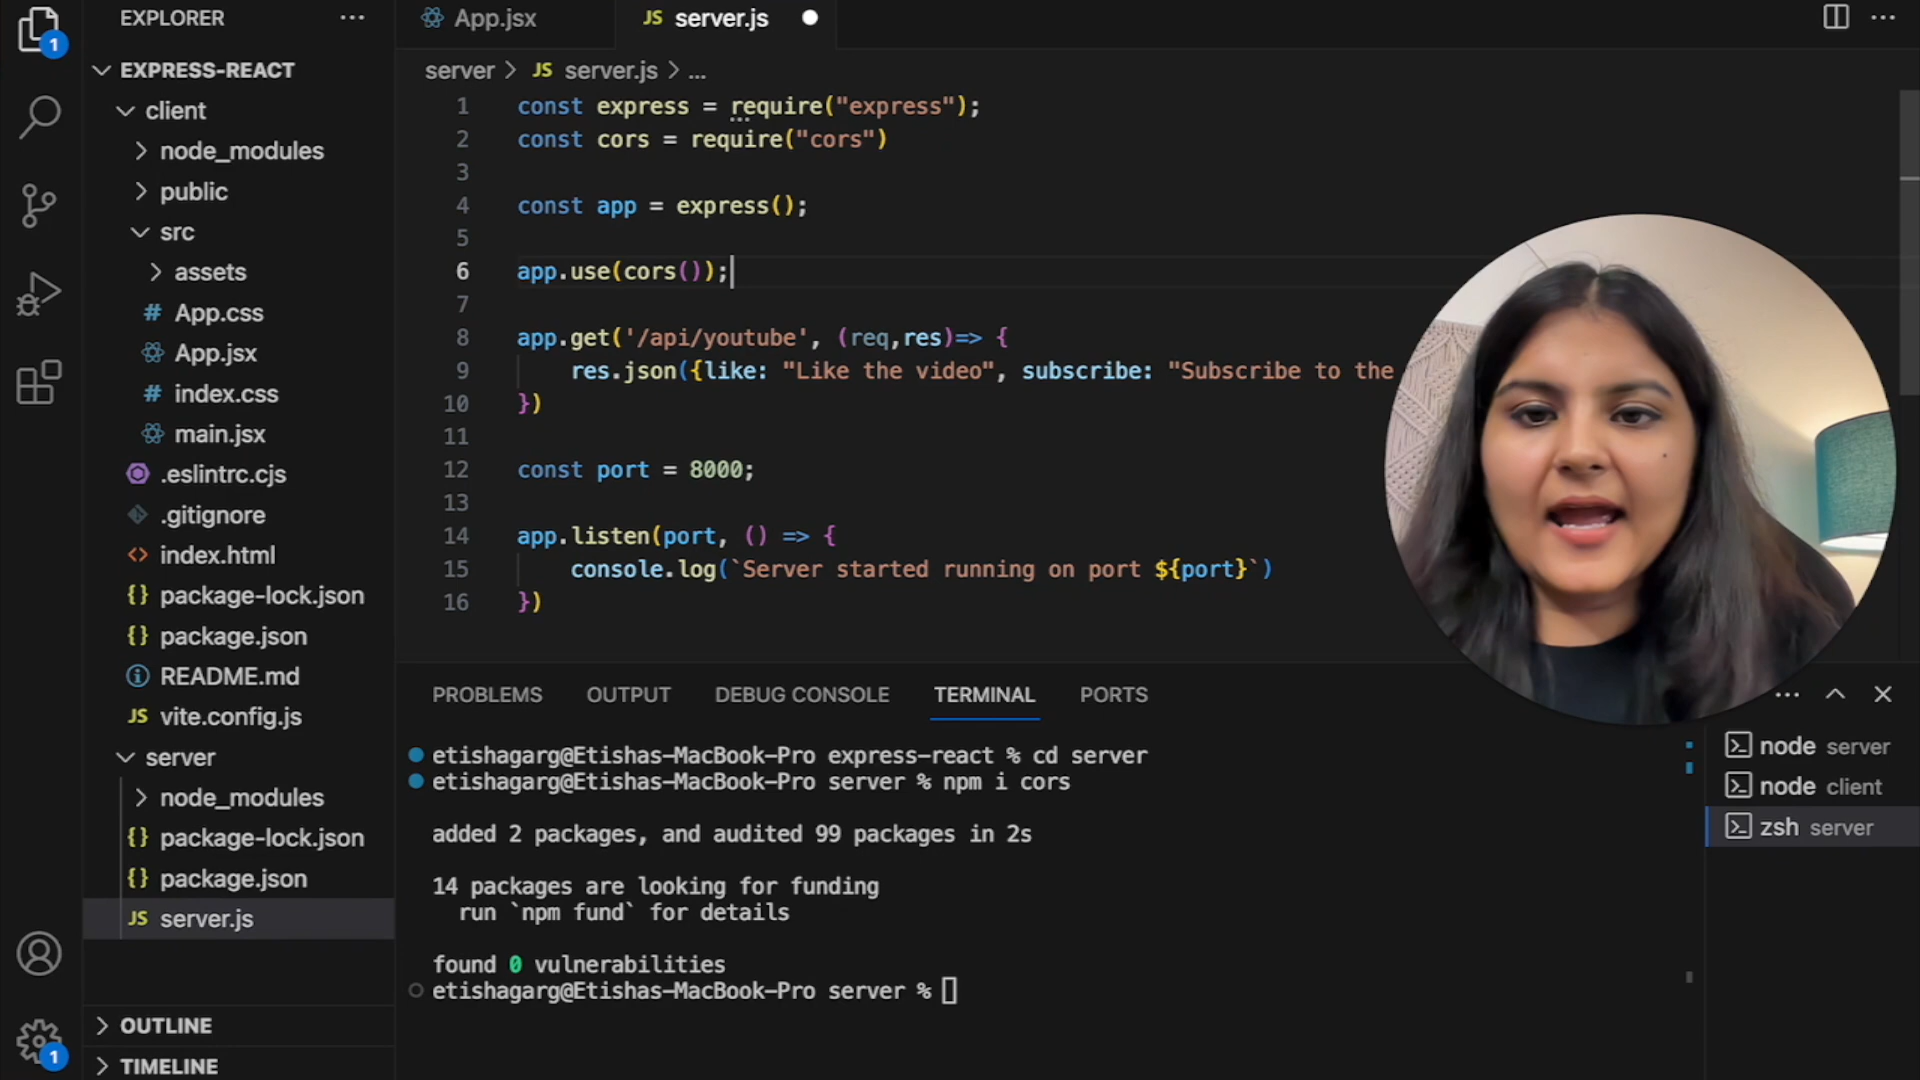 EXPLORER
App.jsx
JS server.js
1
EXPRESS-REACT
client
node_modules
public
src
assets
# App.css
App.jsx
# index.css
main.jsx
.eslintrc.cjs
.gitignore
<> index.html
{} package-lock.json
{} package.json
README.md
JS vite.config.js
server
node_modules
{} package-lock.json
{} package.json
JS server.js
OUTLINE
TIMELINE
1
server > JS server.js > ...
1 const express = require("express");
2 const cors = require("cors")
3
4 const app = express();
5
6 app.use(cors());
7
8 app.get('/api/youtube', (req,res)=> {
9 res.json({like: "Like the video", subscribe: "Subscribe to the
10 })
11
12 const port = 8000;
13
14 app.listen(port, () => {
15 console.log(`Server started running on port ${port}`)
16 })
PROBLEMS OUTPUT DEBUG CONSOLE TERMINAL PORTS
etishagarg@Etishas-MacBook-Pro express-react % cd server
etishagarg@Etishas-MacBook-Pro server % npm i cors
added 2 packages, and audited 99 packages in 2s
14 packages are looking for funding
run `npm fund` for details
found 0 vulnerabilities
etishagarg@Etishas-MacBook-Pro server %
node server
node client
zsh server